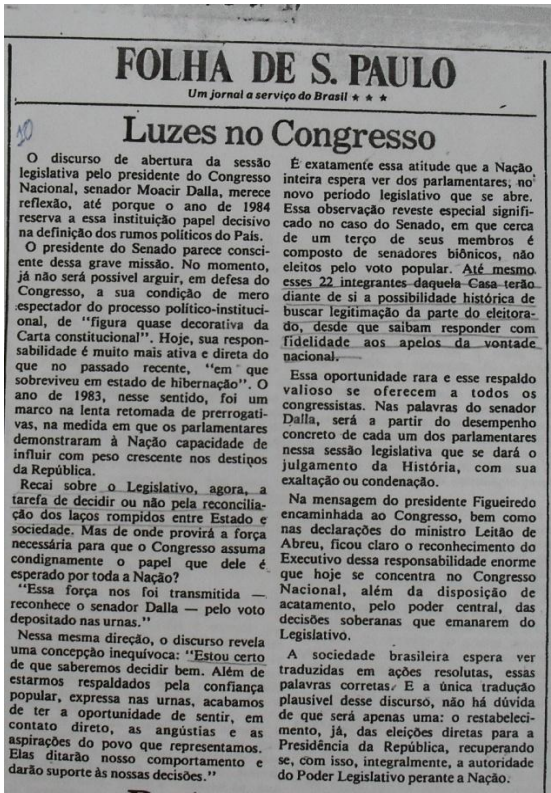 FOLHA DE S. PAULO
Um jornal a serviço do Brasil ★ ★ ★
10
Luzes no Congresso
O discurso de abertura da sessão
legislativa pelo presidente do Congresso
Nacional, senador Moacir Dalla, merece
reflexão, até porque o ano de 1984
reserva a essa instituição papel decisivo
na definição dos rumos políticos do País.
O presidente do Senado parece consci-
ente dessa grave missão. No momento,
já não será possível arguir, em defesa do
Congresso, a sua condição de mero
espectador do processo político-instituci-
onal, de "figura quase decorativa da
Carta constitucional". Hoje, sua respon-
sabilidade é muito mais ativa e direta do
que no passado recente, "em que
sobreviveu em estado de hibernação". O
ano de 1983, nesse sentido, foi um
marco na lenta retomada de prerrogati-
vas, na medida em que os parlamentares
demonstraram à Nação capacidade de
influir com peso crescente nos destinos
da República.
Recai sobre o Legislativo, agora, a
tarefa de decidir ou não pela reconcilia-
ção dos laços rompidos entre Estado e
sociedade. Mas de onde provirá a força
necessária para que o Congresso assuma
condignamente o papel que dele é
esperado por toda a Nação?
"Essa força nos foi transmitida —
reconhece o senador Dalla — pelo voto
depositado nas urnas."
Nessa mesma direção, o discurso revela
uma concepção inequívoca: "Estou certo
de que saberemos decidir bem. Além de
estarmos respaldados pela confiança
popular, expressa nas urnas, acabamos
de ter a oportunidade de sentir, em
contato direto, as angústias e as
aspirações do povo que representamos.
Elas ditarão nosso comportamento e
darão suporte às nossas decisões."
É exatamente essa atitude que a Nação
inteira espera ver dos parlamentares, no
novo período legislativo que se abre.
Essa observação reveste especial signifi-
cado no caso do Senado, em que cerca
de um terço de seus membros é
composto de senadores biônicos, não
eleitos pelo voto popular. Até mesmo
esses 22 integrantes daquela Casa terão
diante de si a possibilidade histórica de
buscar legitimação da parte do eleitora-
do, desde que saibam responder com
fidelidade aos apelos da vontade
nacional.
Essa oportunidade rara e esse respaldo
valioso se oferecem a todos os
congressistas. Nas palavras do senador
Dalla, será a partir do desempenho
concreto de cada um dos parlamentares
nessa sessão legislativa que se dará o
julgamento da História, com sua
exaltação ou condenação.
Na mensagem do presidente Figueiredo
encaminhada ao Congresso, bem como
nas declarações do ministro Leitão de
Abreu, ficou claro o reconhecimento do
Executivo dessa responsabilidade enorme
que hoje se concentra no Congresso
Nacional, além da disposição de
acatamento, pelo poder central, das
decisões soberanas que emanarem do
Legislativo.
A sociedade brasileira espera ver
traduzidas em ações resolutas, essas
palavras corretas. E a única tradução
plausível desse discurso, não há dúvida
de que será apenas uma: o restabeleci-
mento, já, das eleições diretas para a
Presidência da República, recuperando
se, com isso, integralmente, a autoridade
do Poder Legislativo perante a Nação.